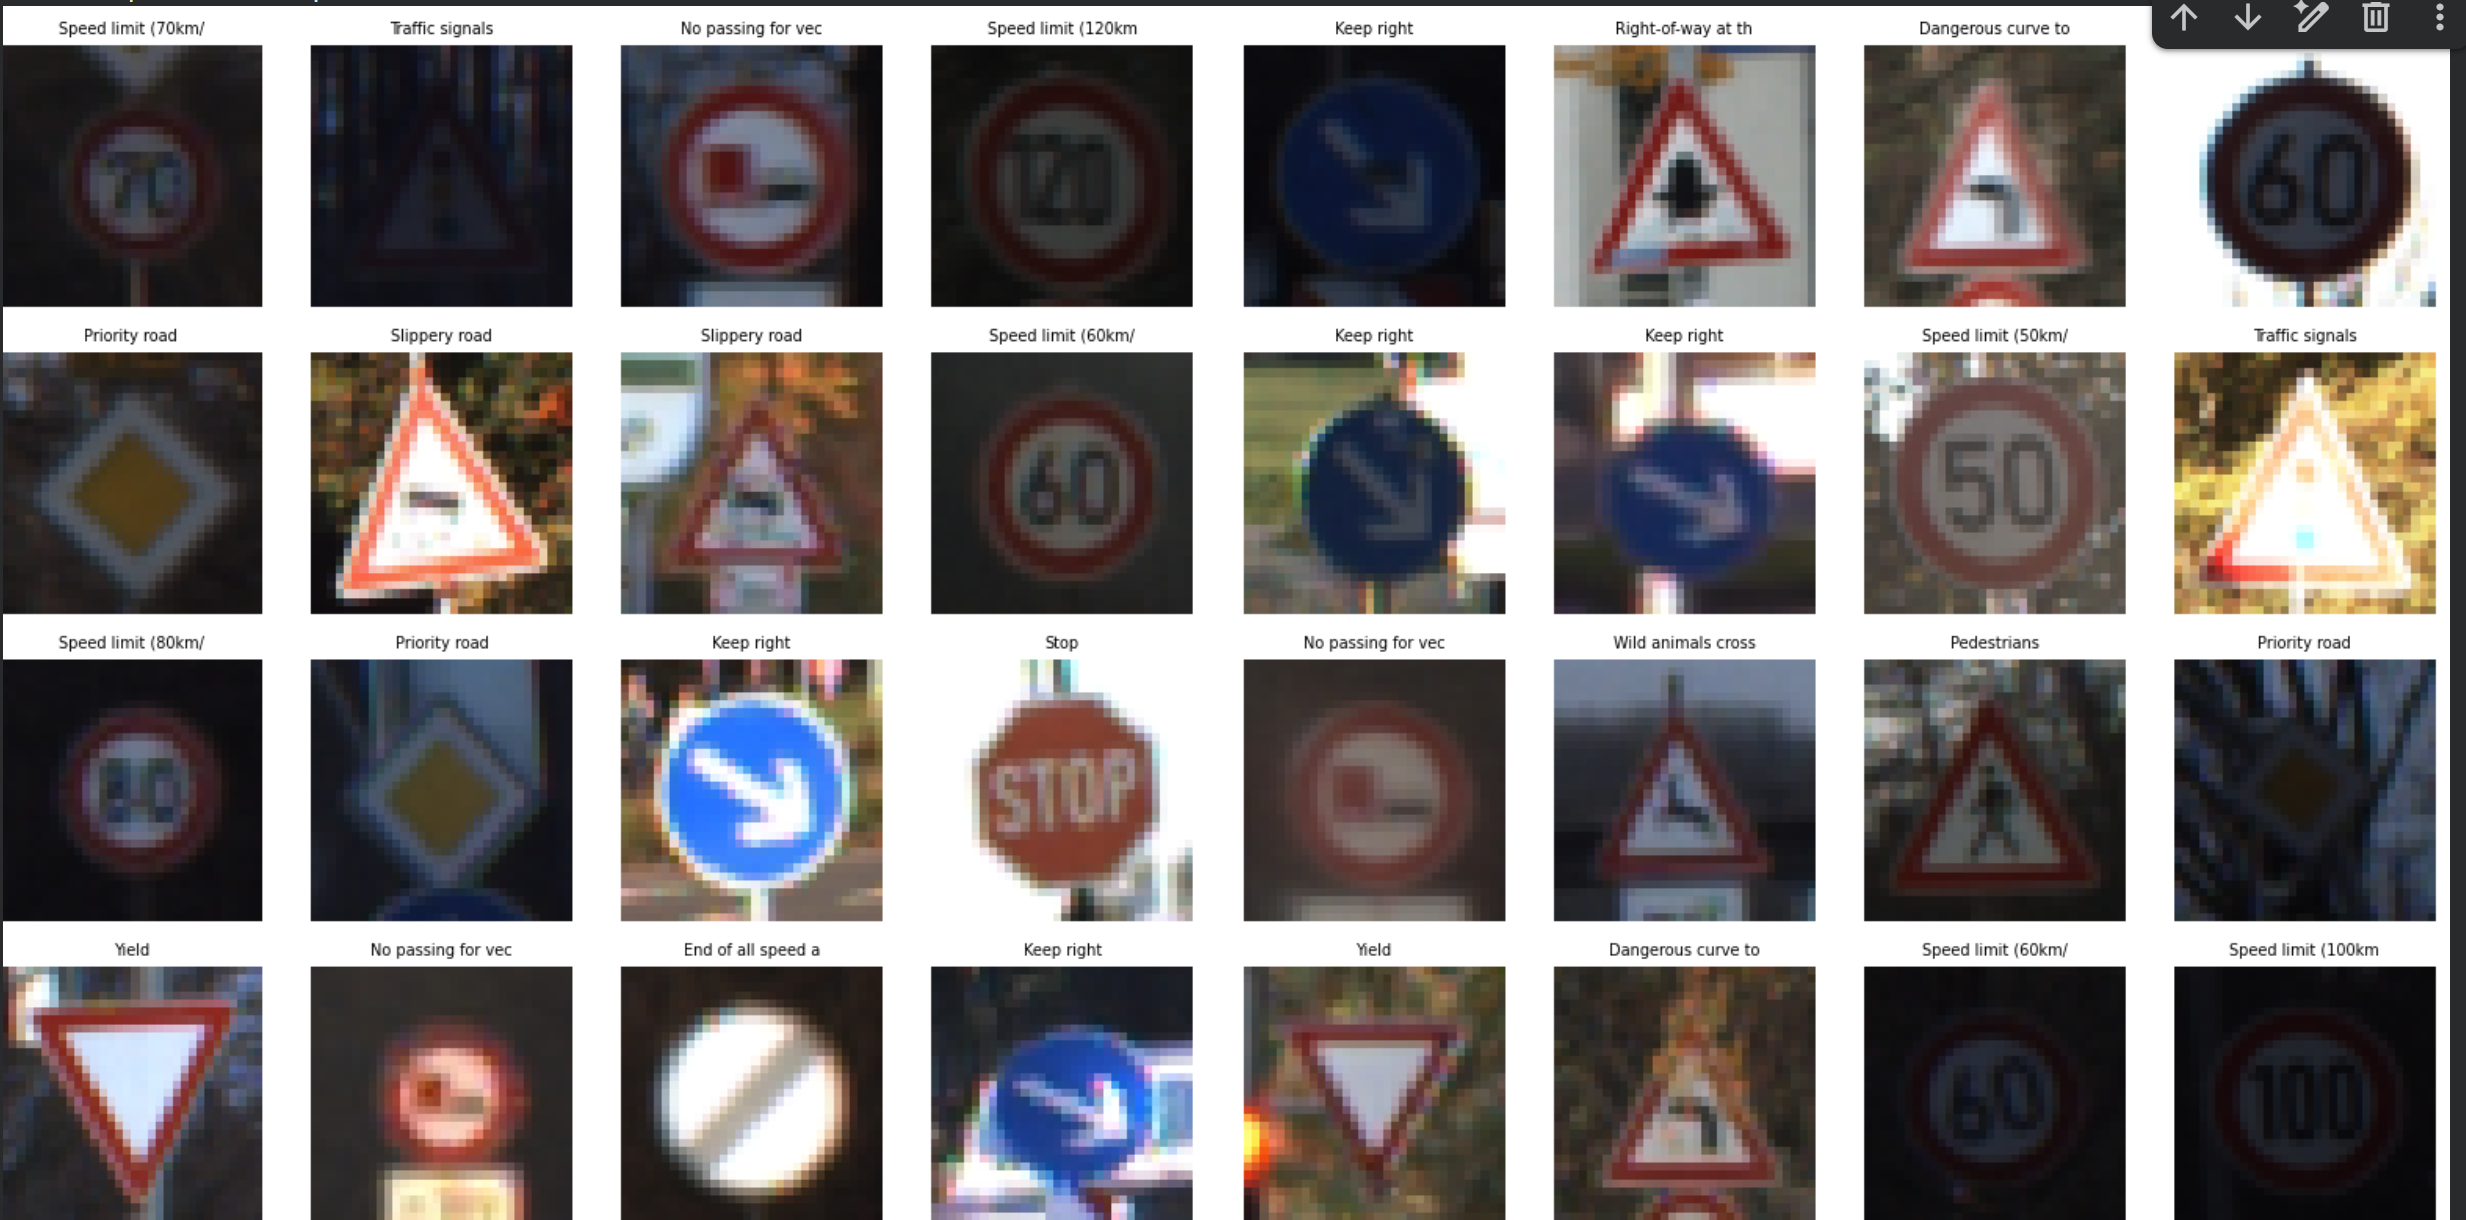 Speed limit (70km/
Traffic signals
No passing for vec
Speed limit (120km
Keep right
Right-of-way at th
Dangerous curve to
70
120
60
Priority road
Slippery road
Slippery road
Speed limit (60km/
Keep right
Keep right
Speed limit (50km/
Traffic signals
60
50
Speed limit (80km/
Priority road
Keep right
Stop
No passing for vec
Wild animals cross
Pedestrians
Priority road
80
STOP
Yield
No passing for vec
End of all speed a
Keep right
Yield
Dangerous curve to
Speed limit (60km/
Speed limit (100km
60
100